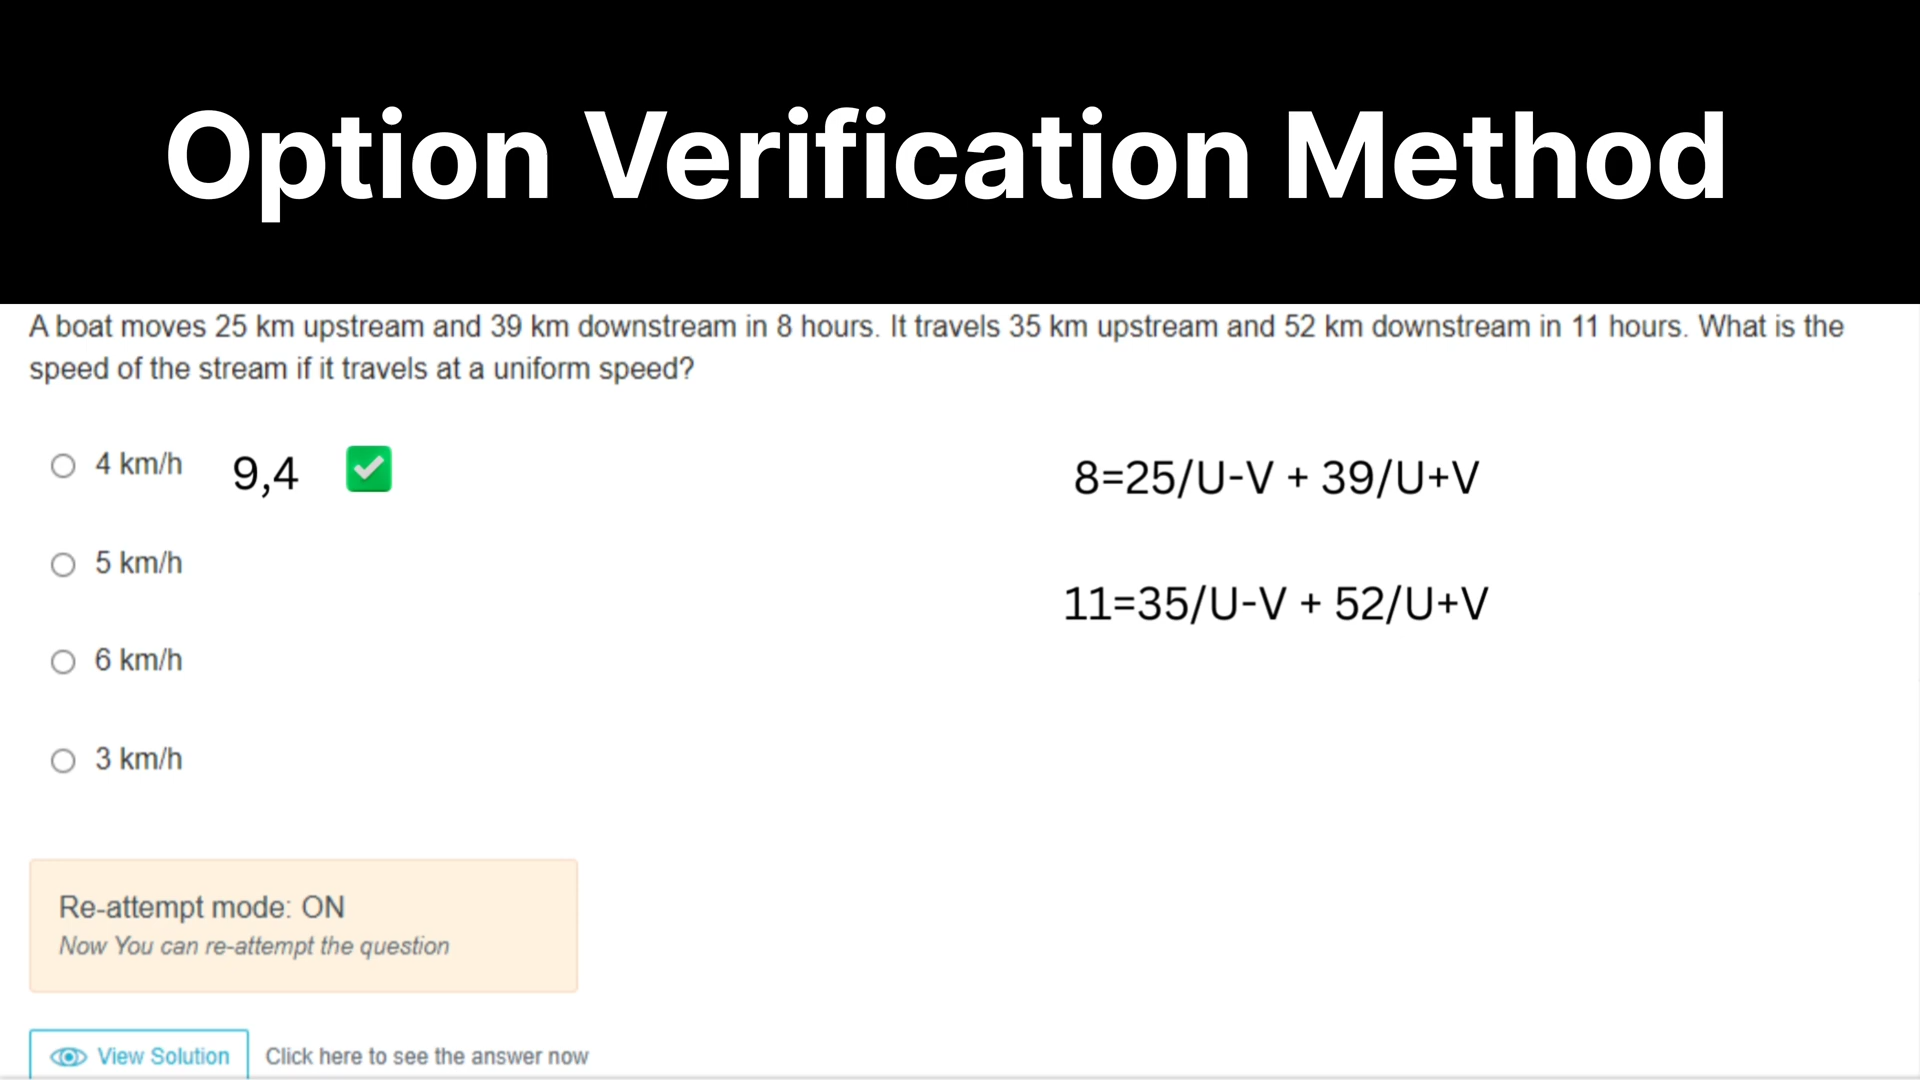 Option Verification Method
A boat moves 25 km upstream and 39 km downstream in 8 hours. It travels 35 km upstream and 52 km downstream in 11 hours. What is the
speed of the stream if it travels at a uniform speed?
4 km/h 9,4 ✅
8=25/U-V + 39/U+V
5 km/h
11=35/U-V + 52/U+V
6 km/h
3 km/h
Re-attempt mode: ON
Now You can re-attempt the question
View Solution Click here to see the answer now